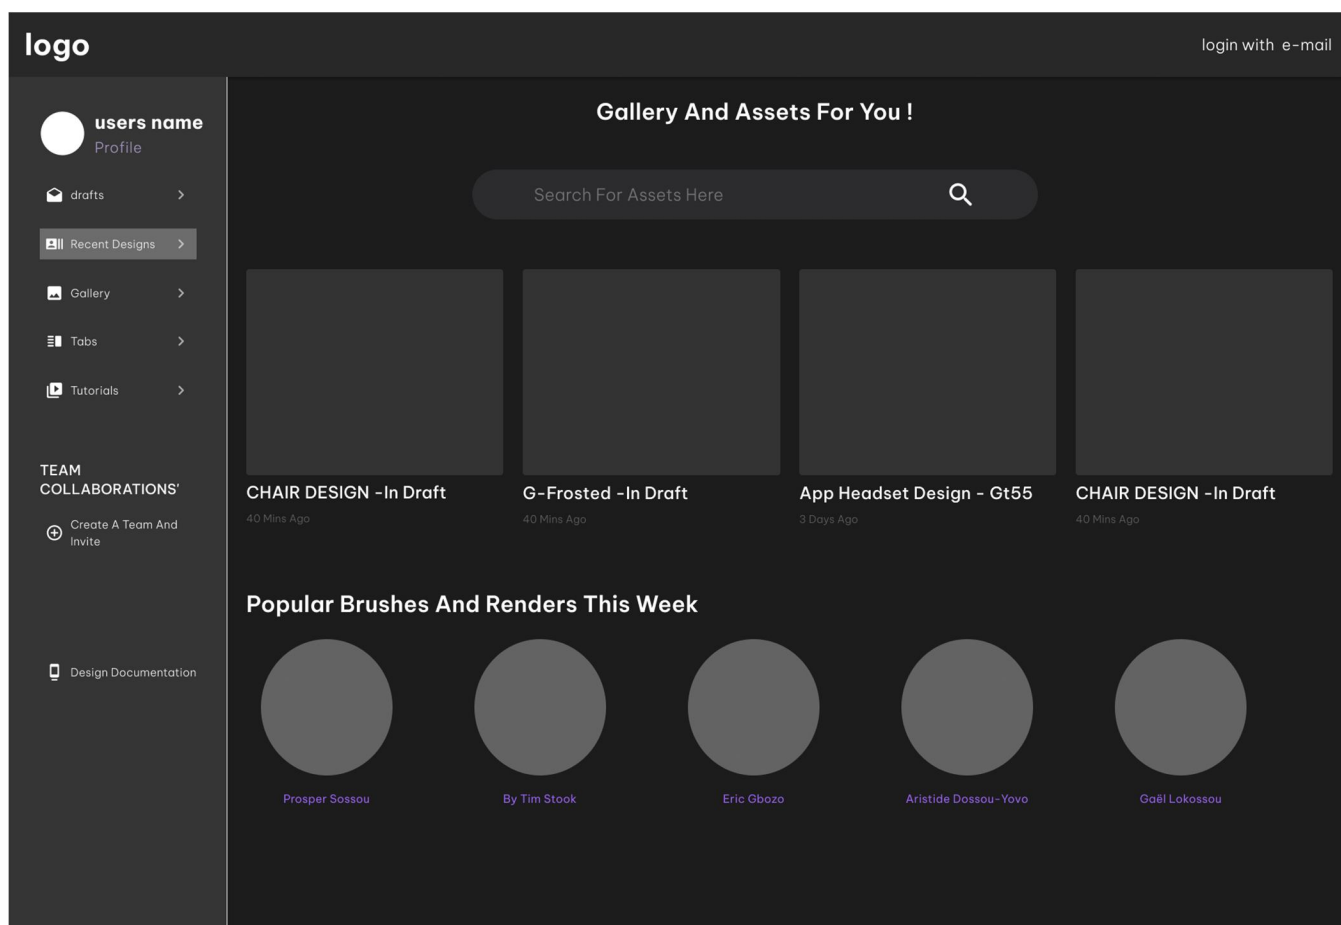 logo
login with e-mail
users name
Profile
drafts
Recent Designs
Gallery
Tabs
Tutorials
TEAM
COLLABORATIONS'
Create A Team And
Invite
Design Documentation
Gallery And Assets For You !
Search For Assets Here
CHAIR DESIGN -In Draft
40 Mins Ago
G-Frosted -In Draft
40 Mins Ago
App Headset Design - Gt55
3 Days Ago
CHAIR DESIGN -In Draft
40 Mins Ago
Popular Brushes And Renders This Week
Prosper Sossou
By Tim Stook
Eric Gbozo
Aristide Dossou-Yovo
Gaël Lokossou